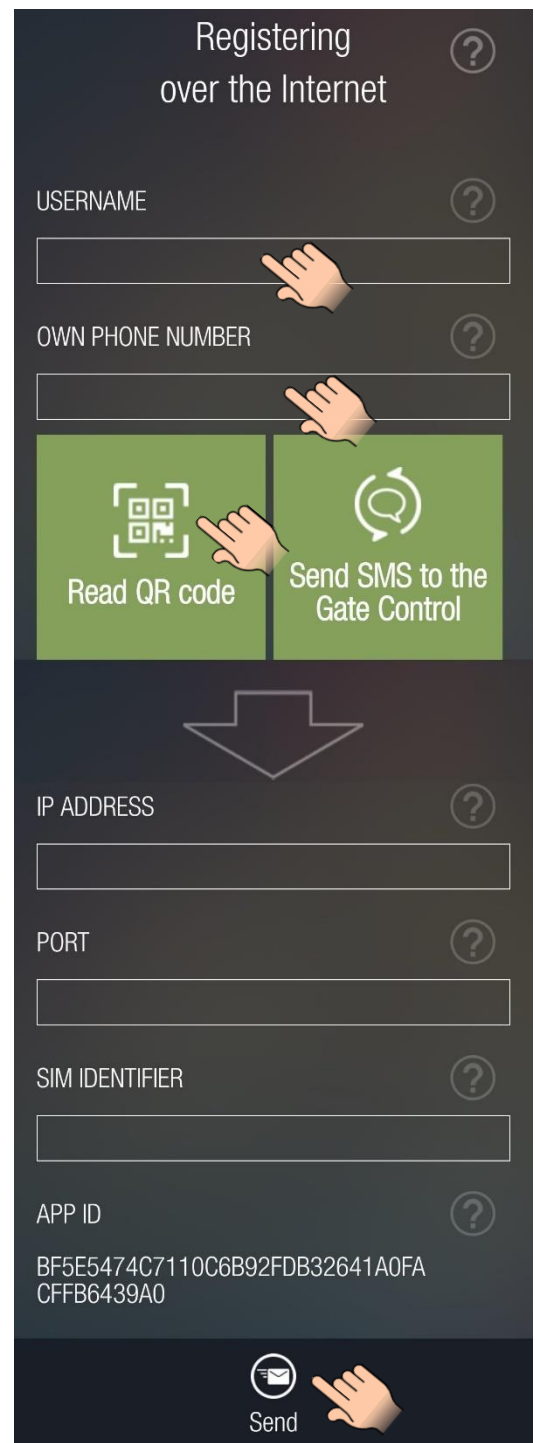 Registering
over the Internet
?
USERNAME
?
OWN PHONE NUMBER
?
Read QR code
Send SMS to the
Gate Control
IP ADDRESS
?
PORT
?
SIM IDENTIFIER
?
APP ID
?
BF5E5474C7110C6B92FDB32641A0FA
CFFB6439A0
Send